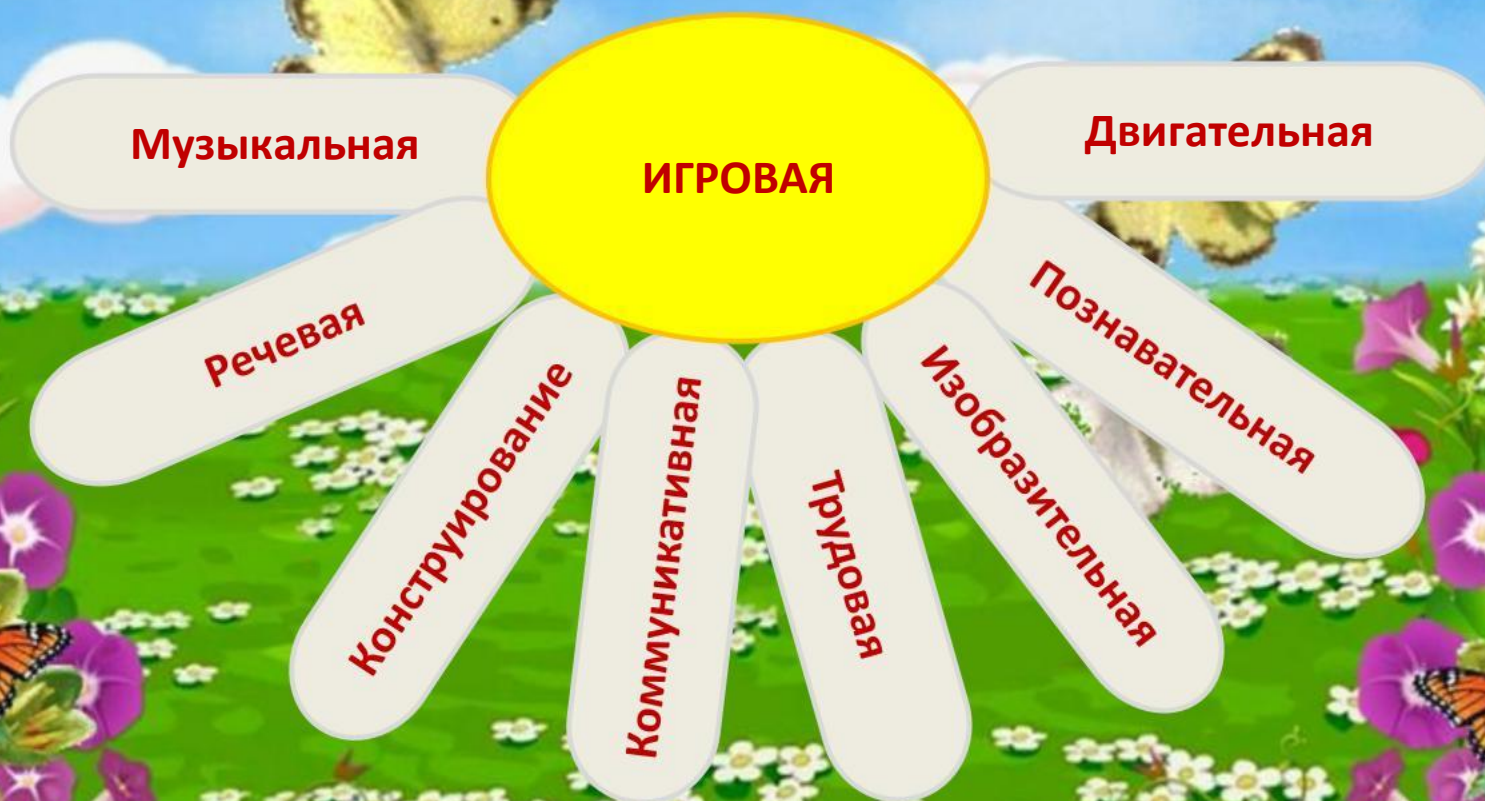 Музыкальная
ИГРОВАЯ
Двигательная
Речевая
Конструирование
Коммуникативная
Трудовая
Изобразительная
Познавательная